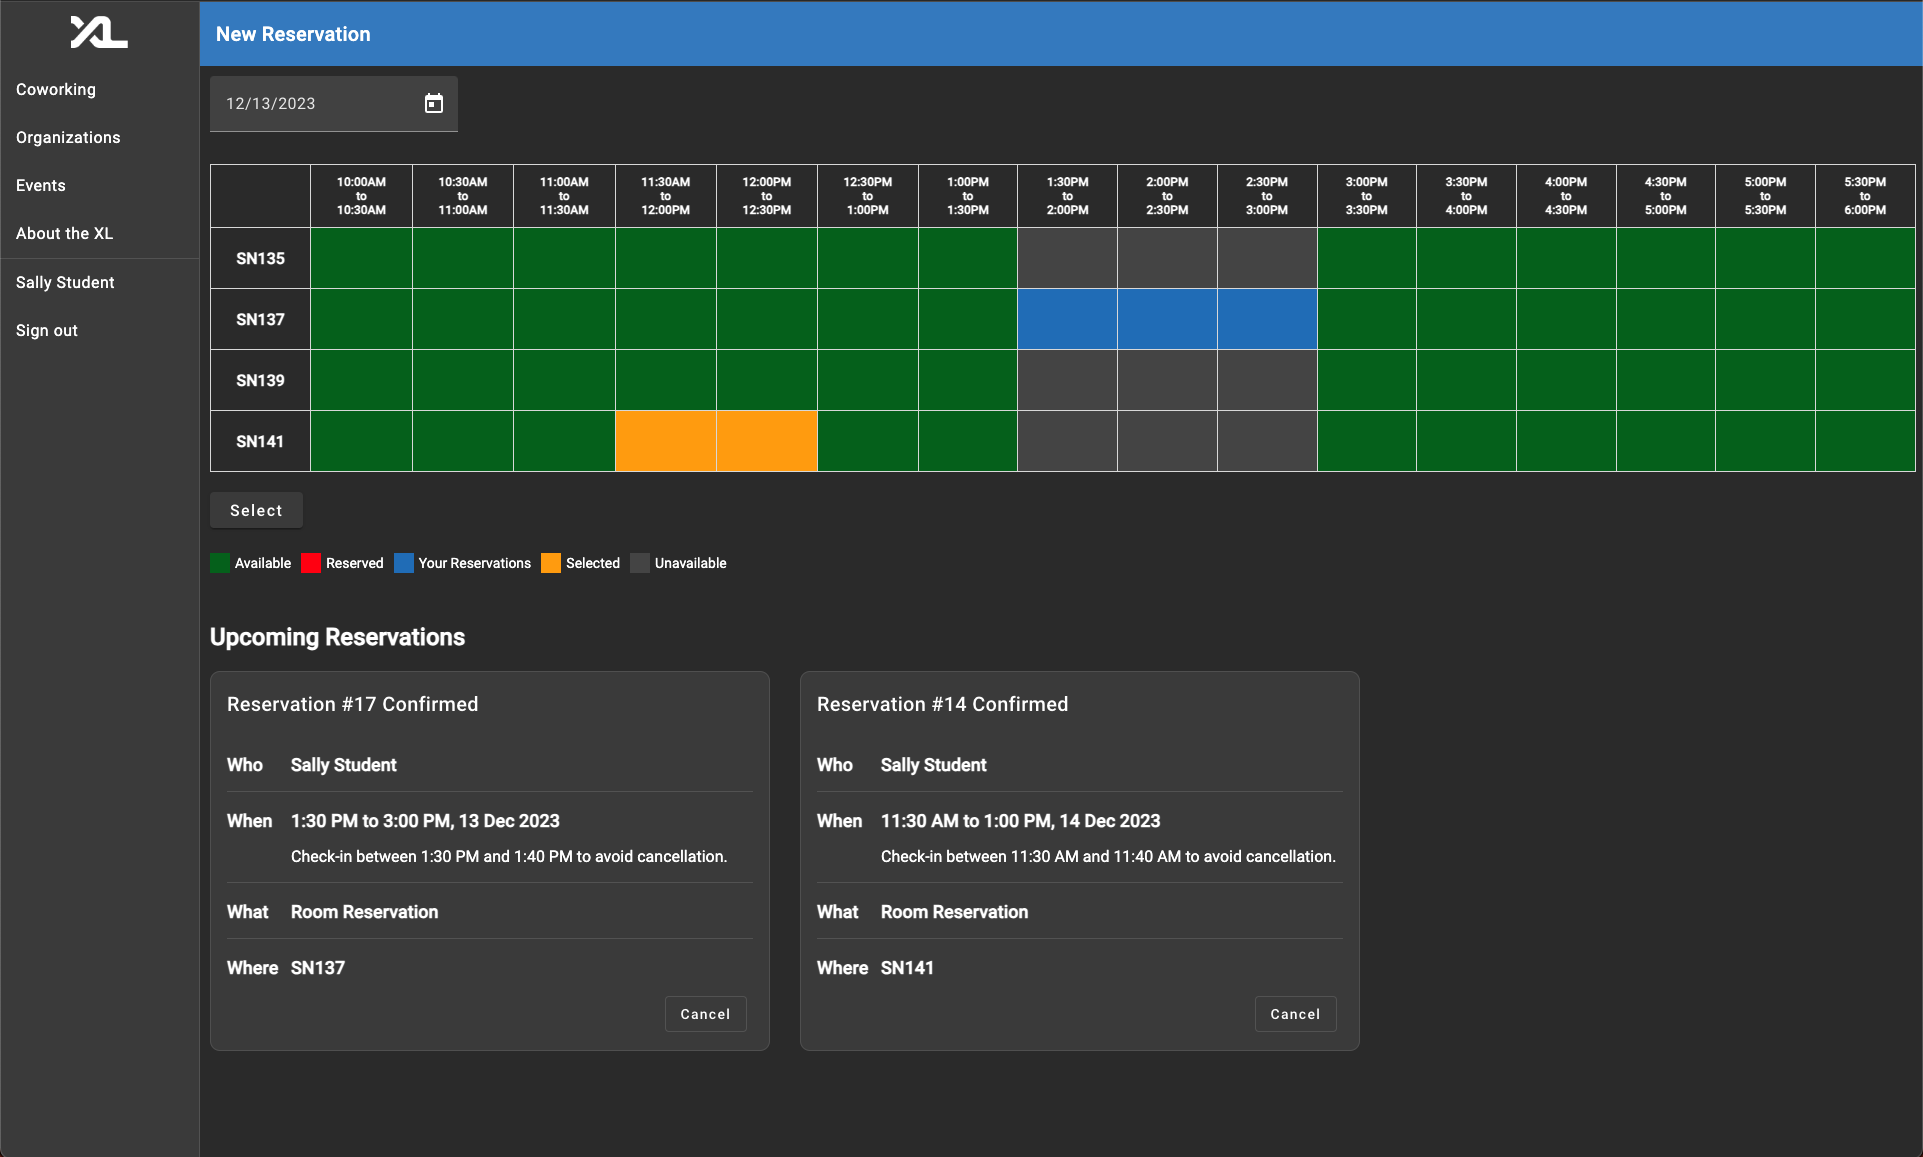 XL
New Reservation
Coworking
Organizations
Events
About the XL
Sally Student
Sign out
12/13/2023
10:00AM to 10:30AM
10:30AM to 11:00AM
11:00AM to 11:30AM
11:30AM to 12:00PM
12:00PM to 12:30PM
12:30PM to 1:00PM
1:00PM to 1:30PM
1:30PM to 2:00PM
2:00PM to 2:30PM
2:30PM to 3:00PM
3:00PM to 3:30PM
3:30PM to 4:00PM
4:00PM to 4:30PM
4:30PM to 5:00PM
5:00PM to 5:30PM
5:30PM to 6:00PM
SN135
SN137
SN139
SN141
Select
Available Reserved Your Reservations Selected Unavailable
Upcoming Reservations
Reservation #17 Confirmed
Who Sally Student
When 1:30 PM to 3:00 PM, 13 Dec 2023
Check-in between 1:30 PM and 1:40 PM to avoid cancellation.
What Room Reservation
Where SN137
Cancel
Reservation #14 Confirmed
Who Sally Student
When 11:30 AM to 1:00 PM, 14 Dec 2023
Check-in between 11:30 AM and 11:40 AM to avoid cancellation.
What Room Reservation
Where SN141
Cancel